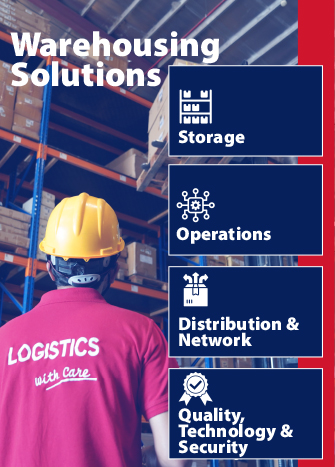 Warehousing
Solutions
Storage
Operations
Distribution &
Network
Quality,
Technology &
Security
LOGISTICS
with Care